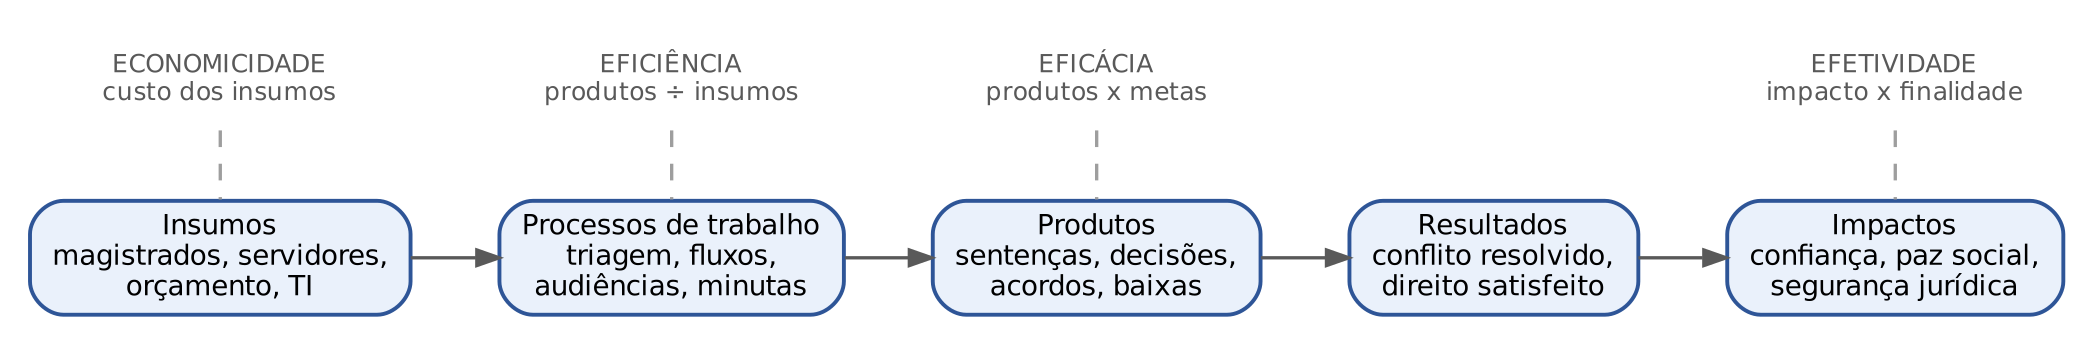 ECONOMICIDADE
custo dos insumos
EFICIÊNCIA
produtos ÷ insumos
EFICÁCIA
produtos x metas
EFETIVIDADE
impacto x finalidade
Insumos
magistrados, servidores,
orçamento, TI
Processos de trabalho
triagem, fluxos,
audiências, minutas
Produtos
sentenças, decisões,
acordos, baixas
Resultados
conflito resolvido,
direito satisfeito
Impactos
confiança, paz social,
segurança jurídica